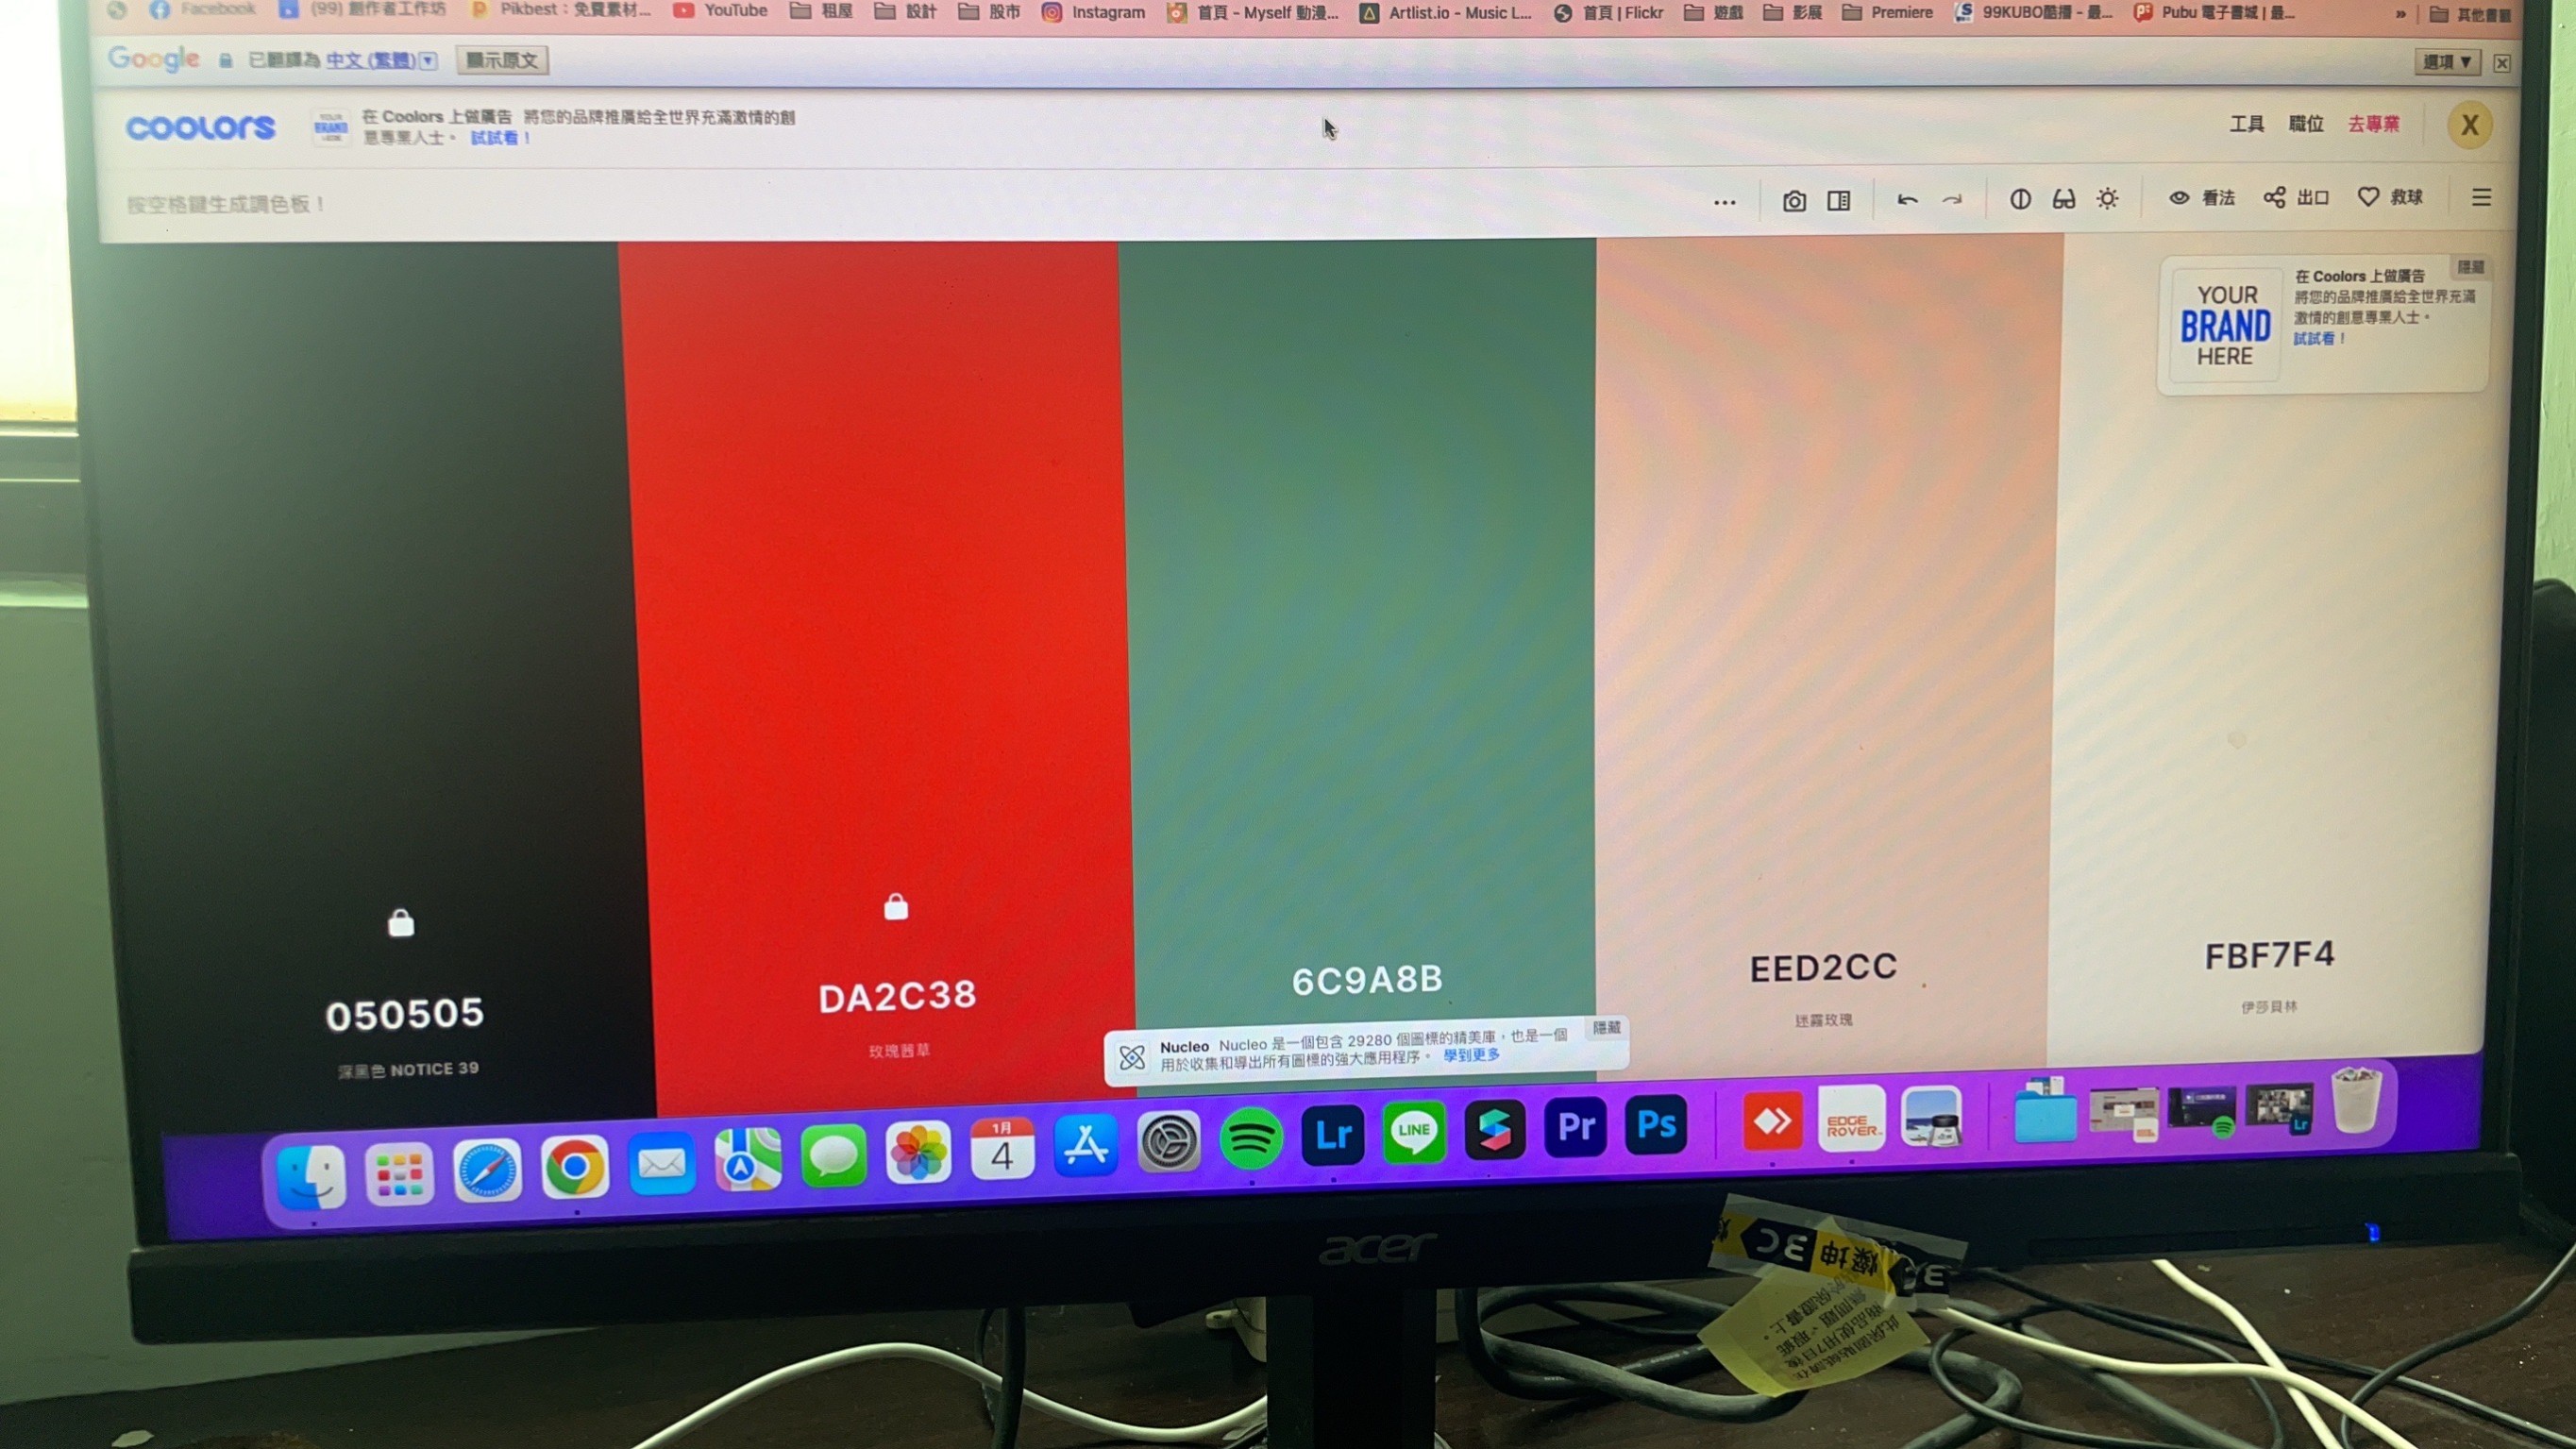 Facebook
(99) 創作者工作坊
Pikbest：免費素材...
YouTube
租屋
設計
股市
Instagram
首頁 - Myself 動漫...
Artlist.io - Music L...
首頁 | Flickr
遊戲
影展
Premiere
99KUBO酷播 - 最...
Pubu 電子書城 | 最...
»
其他書籤
Google 已翻譯為 中文 (繁體) ▼ 顯示原文
選項 ▼
coolors
YOUR
BRAND
HERE
在 Coolors 上做廣告 將您的品牌推廣給全世界充滿激情的創
意專業人士。 試試看！
工具 職位 去專業 X
按空格鍵生成調色板！
看法 出口 救球
YOUR
BRAND
HERE
在 Coolors 上做廣告
將您的品牌推廣給全世界充滿
激情的創意專業人士。
試試看！
隱藏
050505
深黑色 NOTICE 39
DA2C38
玫瑰茜草
6C9A8B
EED2CC
迷霧玫瑰
FBF7F4
伊莎貝林
Nucleo Nucleo 是一個包含 29280 個圖標的精美庫，也是一個
用於收集和導出所有圖標的強大應用程序。 學到更多
隱藏
1月
4
Lr
LINE
Pr
Ps
EDGE
ROVER
Lr
acer
燦坤 3C
3C